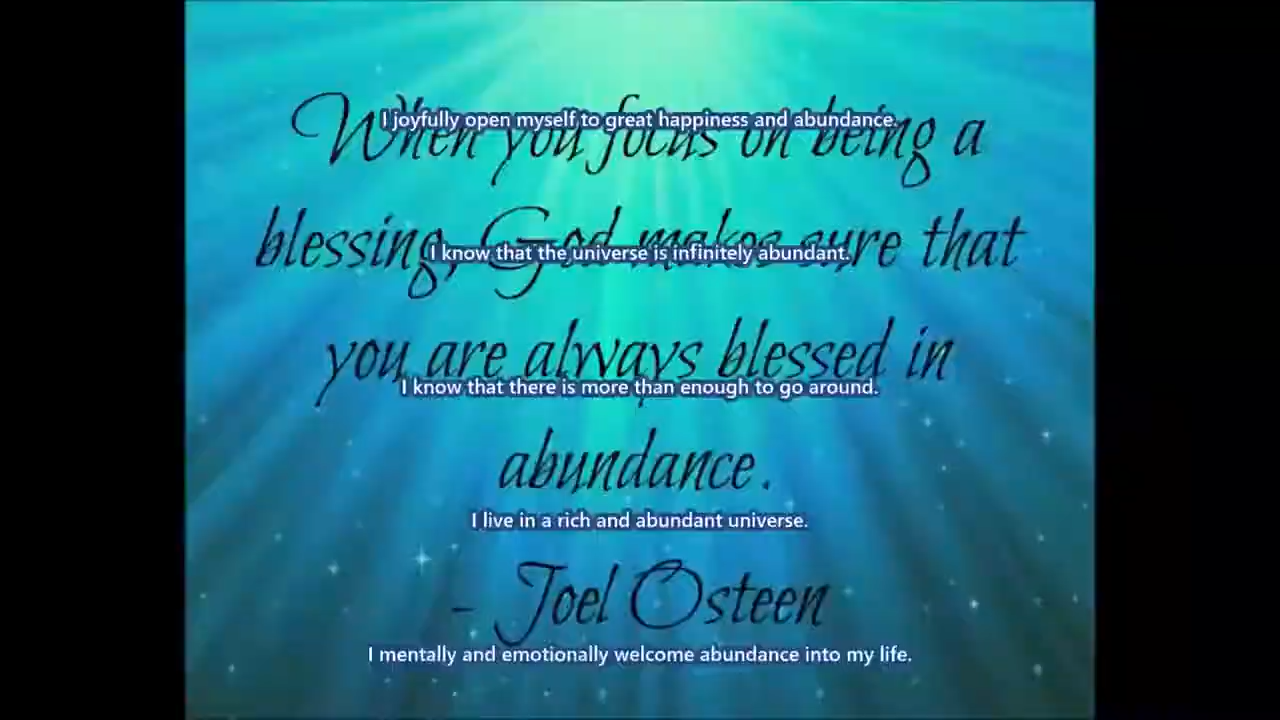 I joyfully open myself to great happiness and abundance.
When you focus on being a
blessing, God makes sure that
I know that the universe is infinitely abundant.
you are always blessed in
I know that there is more than enough to go around.
abundance.
I live in a rich and abundant universe.
- Joel Osteen
I mentally and emotionally welcome abundance into my life.